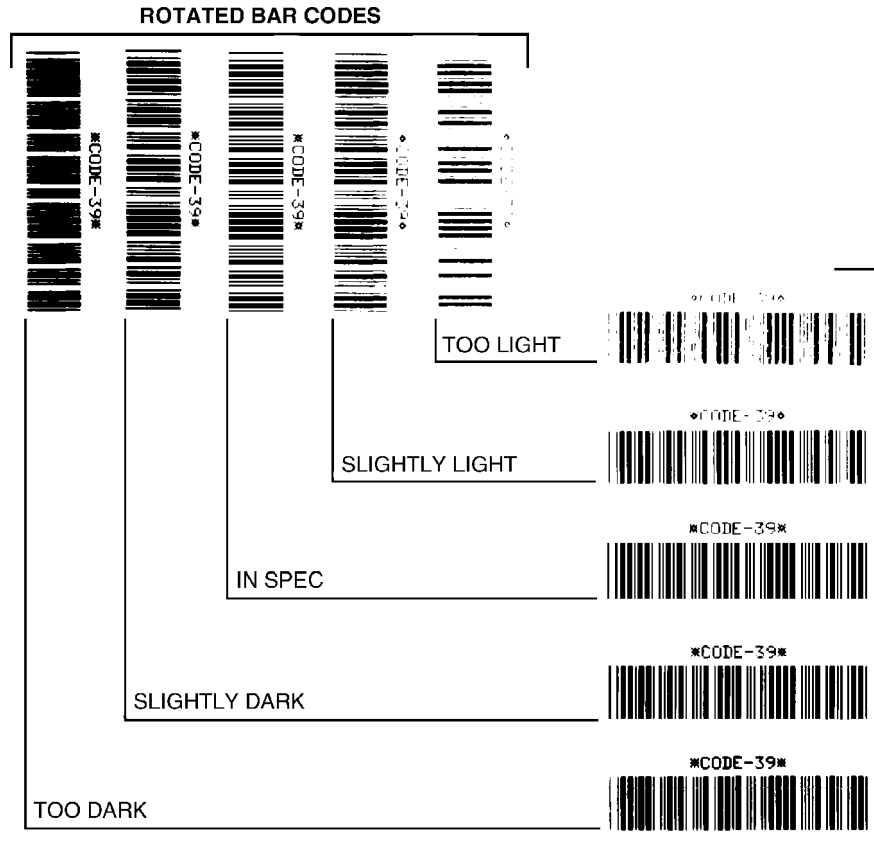 ROTATED BAR CODES
*CODE-39*
*CODE-39*
*CODE-39*
TOO LIGHT
SLIGHTLY LIGHT
*CODE-39*
IN SPEC
*CODE-39*
SLIGHTLY DARK
*CODE-39*
TOO DARK